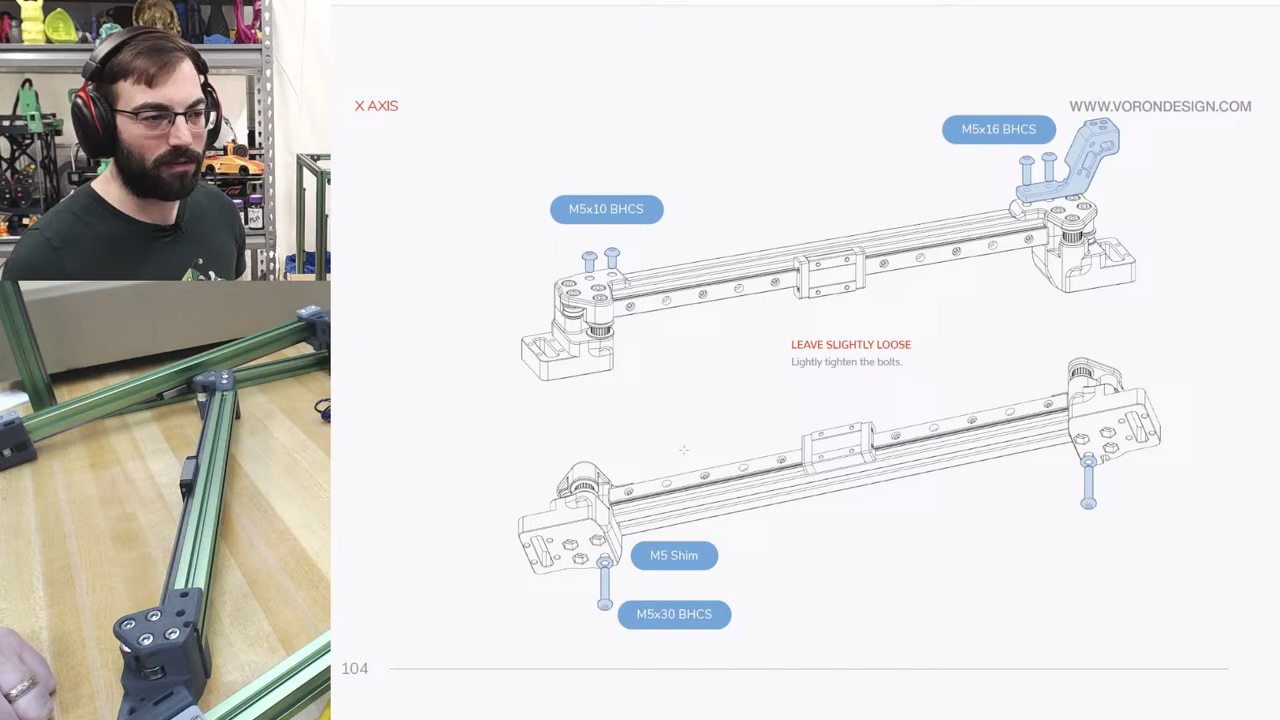 X AXIS
WWW.VORONDESIGN.COM
M5x16 BHCS
M5x10 BHCS
LEAVE SLIGHTLY LOOSE
Lightly tighten the bolts.
M5 Shim
M5x30 BHCS
104